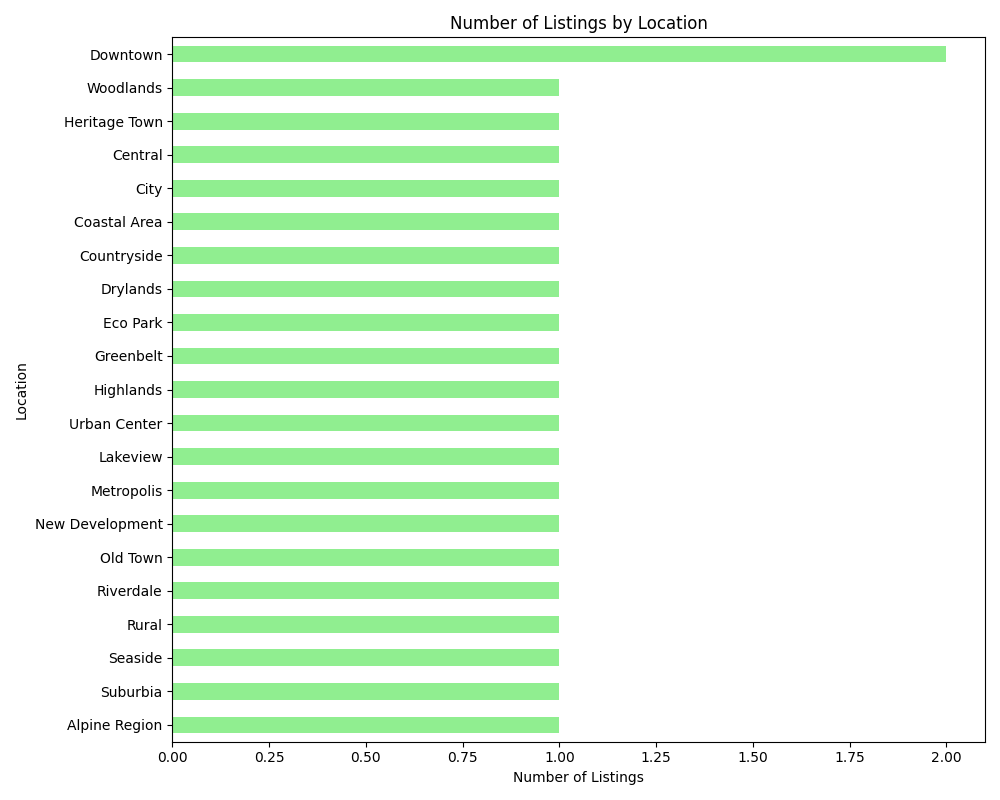 Number of Listings by Location
Downtown
Woodlands
Heritage Town
Central
City
Coastal Area
Countryside
Drylands
Eco Park
Greenbelt
Highlands
Urban Center
Lakeview
Metropolis
New Development
Old Town
Riverdale
Rural
Seaside
Suburbia
Alpine Region
Location
0.00 0.25 0.50 0.75 1.00 1.25 1.50 1.75 2.00
Number of Listings